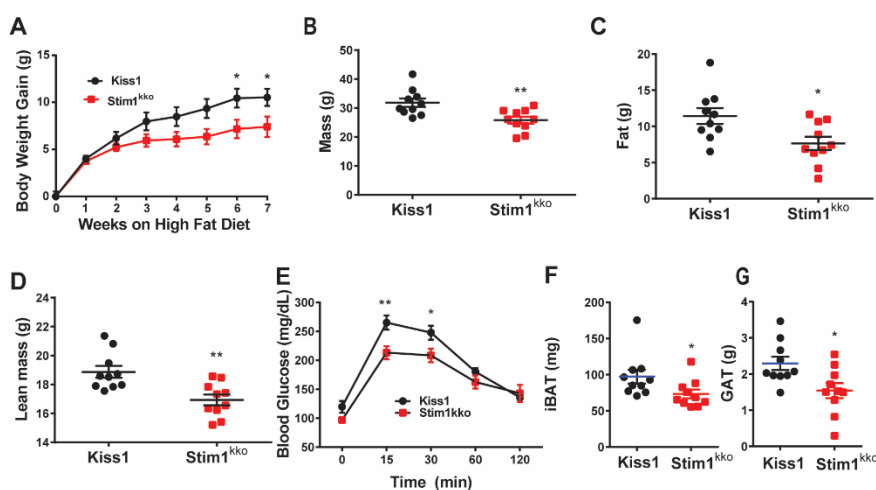 A
Body Weight Gain (g)
15
10
5
0
Kiss1
Stim1kko
* *
0 1 2 3 4 5 6 7
Weeks on High Fat Diet
B
Mass (g)
50
40
30
20
10
0
**
Kiss1 Stim1kko
C
Fat (g)
20
15
10
5
0
*
Kiss1 Stim1kko
D
Lean mass (g)
24
22
20
18
16
14
**
Kiss1 Stim1kko
E
Blood Glucose (mg/dL)
300
250
200
150
100
50
** *
Kiss1
Stim1kko
0 15 30 60 120
Time (min)
F
iBAT (mg)
200
150
100
50
0
*
Kiss1 Stim1kko
G
GAT (g)
4
3
2
1
0
*
Kiss1 Stim1kko